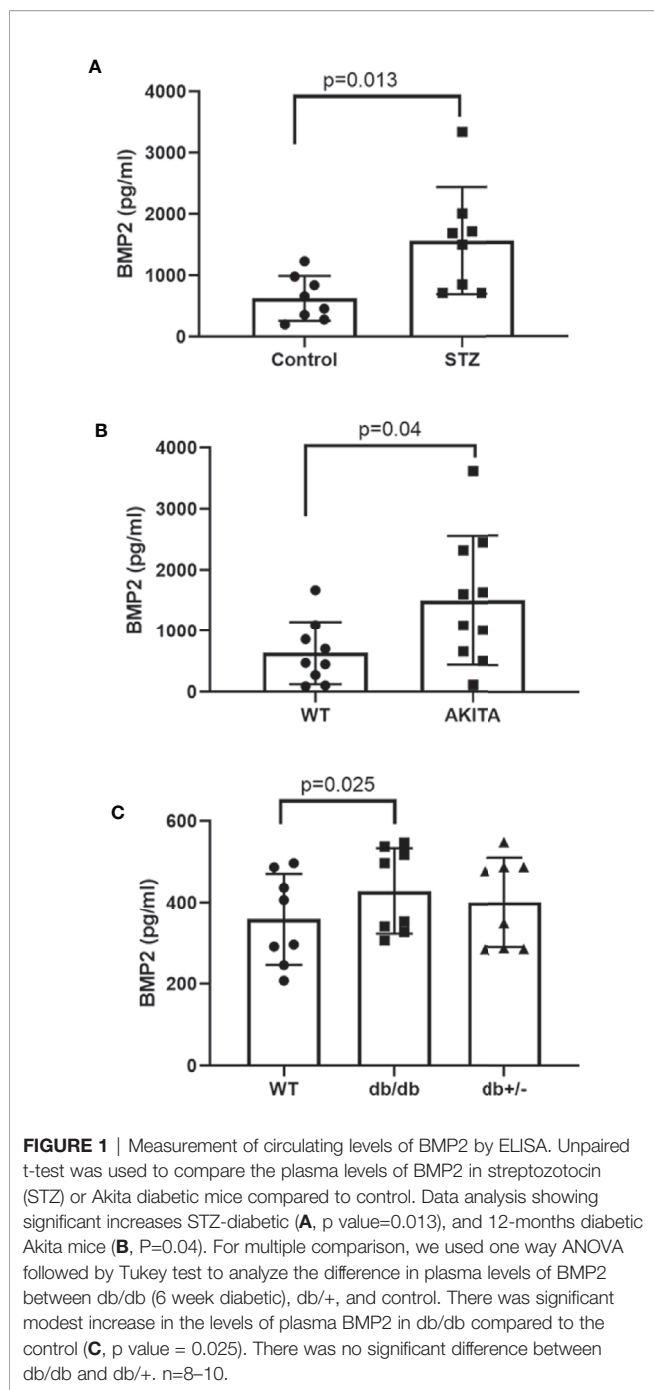 A
p=0.013
4000
3000
2000
1000
0
BMP2 (pg/ml)
Control STZ
B
p=0.04
4000
3000
2000
1000
0
BMP2 (pg/ml)
WT AKITA
C
p=0.025
600
400
200
0
BMP2 (pg/ml)
WT db/db db+/-
FIGURE 1 | Measurement of circulating levels of BMP2 by ELISA. Unpaired
t-test was used to compare the plasma levels of BMP2 in streptozotocin
(STZ) or Akita diabetic mice compared to control. Data analysis showing
significant increases STZ-diabetic (A, p value=0.013), and 12-months diabetic
Akita mice (B, P=0.04). For multiple comparison, we used one way ANOVA
followed by Tukey test to analyze the difference in plasma levels of BMP2
between db/db (6 week diabetic), db/+, and control. There was significant
modest increase in the levels of plasma BMP2 in db/db compared to the
control (C, p value = 0.025). There was no significant difference between
db/db and db/+. n=8–10.